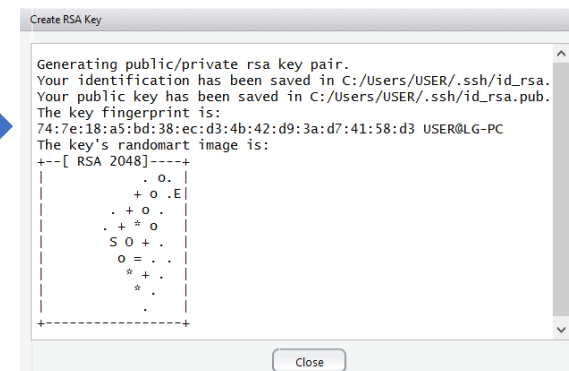 Create RSA Key
Generating public/private rsa key pair.
Your identification has been saved in C:/Users/USER/.ssh/id_rsa.
Your public key has been saved in C:/Users/USER/.ssh/id_rsa.pub.
The key fingerprint is:
74:7e:18:a5:bd:38:ec:d3:4b:42:d9:3a:d7:41:58:d3 USER@LG-PC
The key's randomart image is:
+--[ RSA 2048]----+
|             . o. |
|            + o .E|
|         . + o .  |
|        . + * o   |
|         S O + .  |
|          o = . . |
|           * + .  |
|            * .   |
|             .    |
+-----------------+
Close